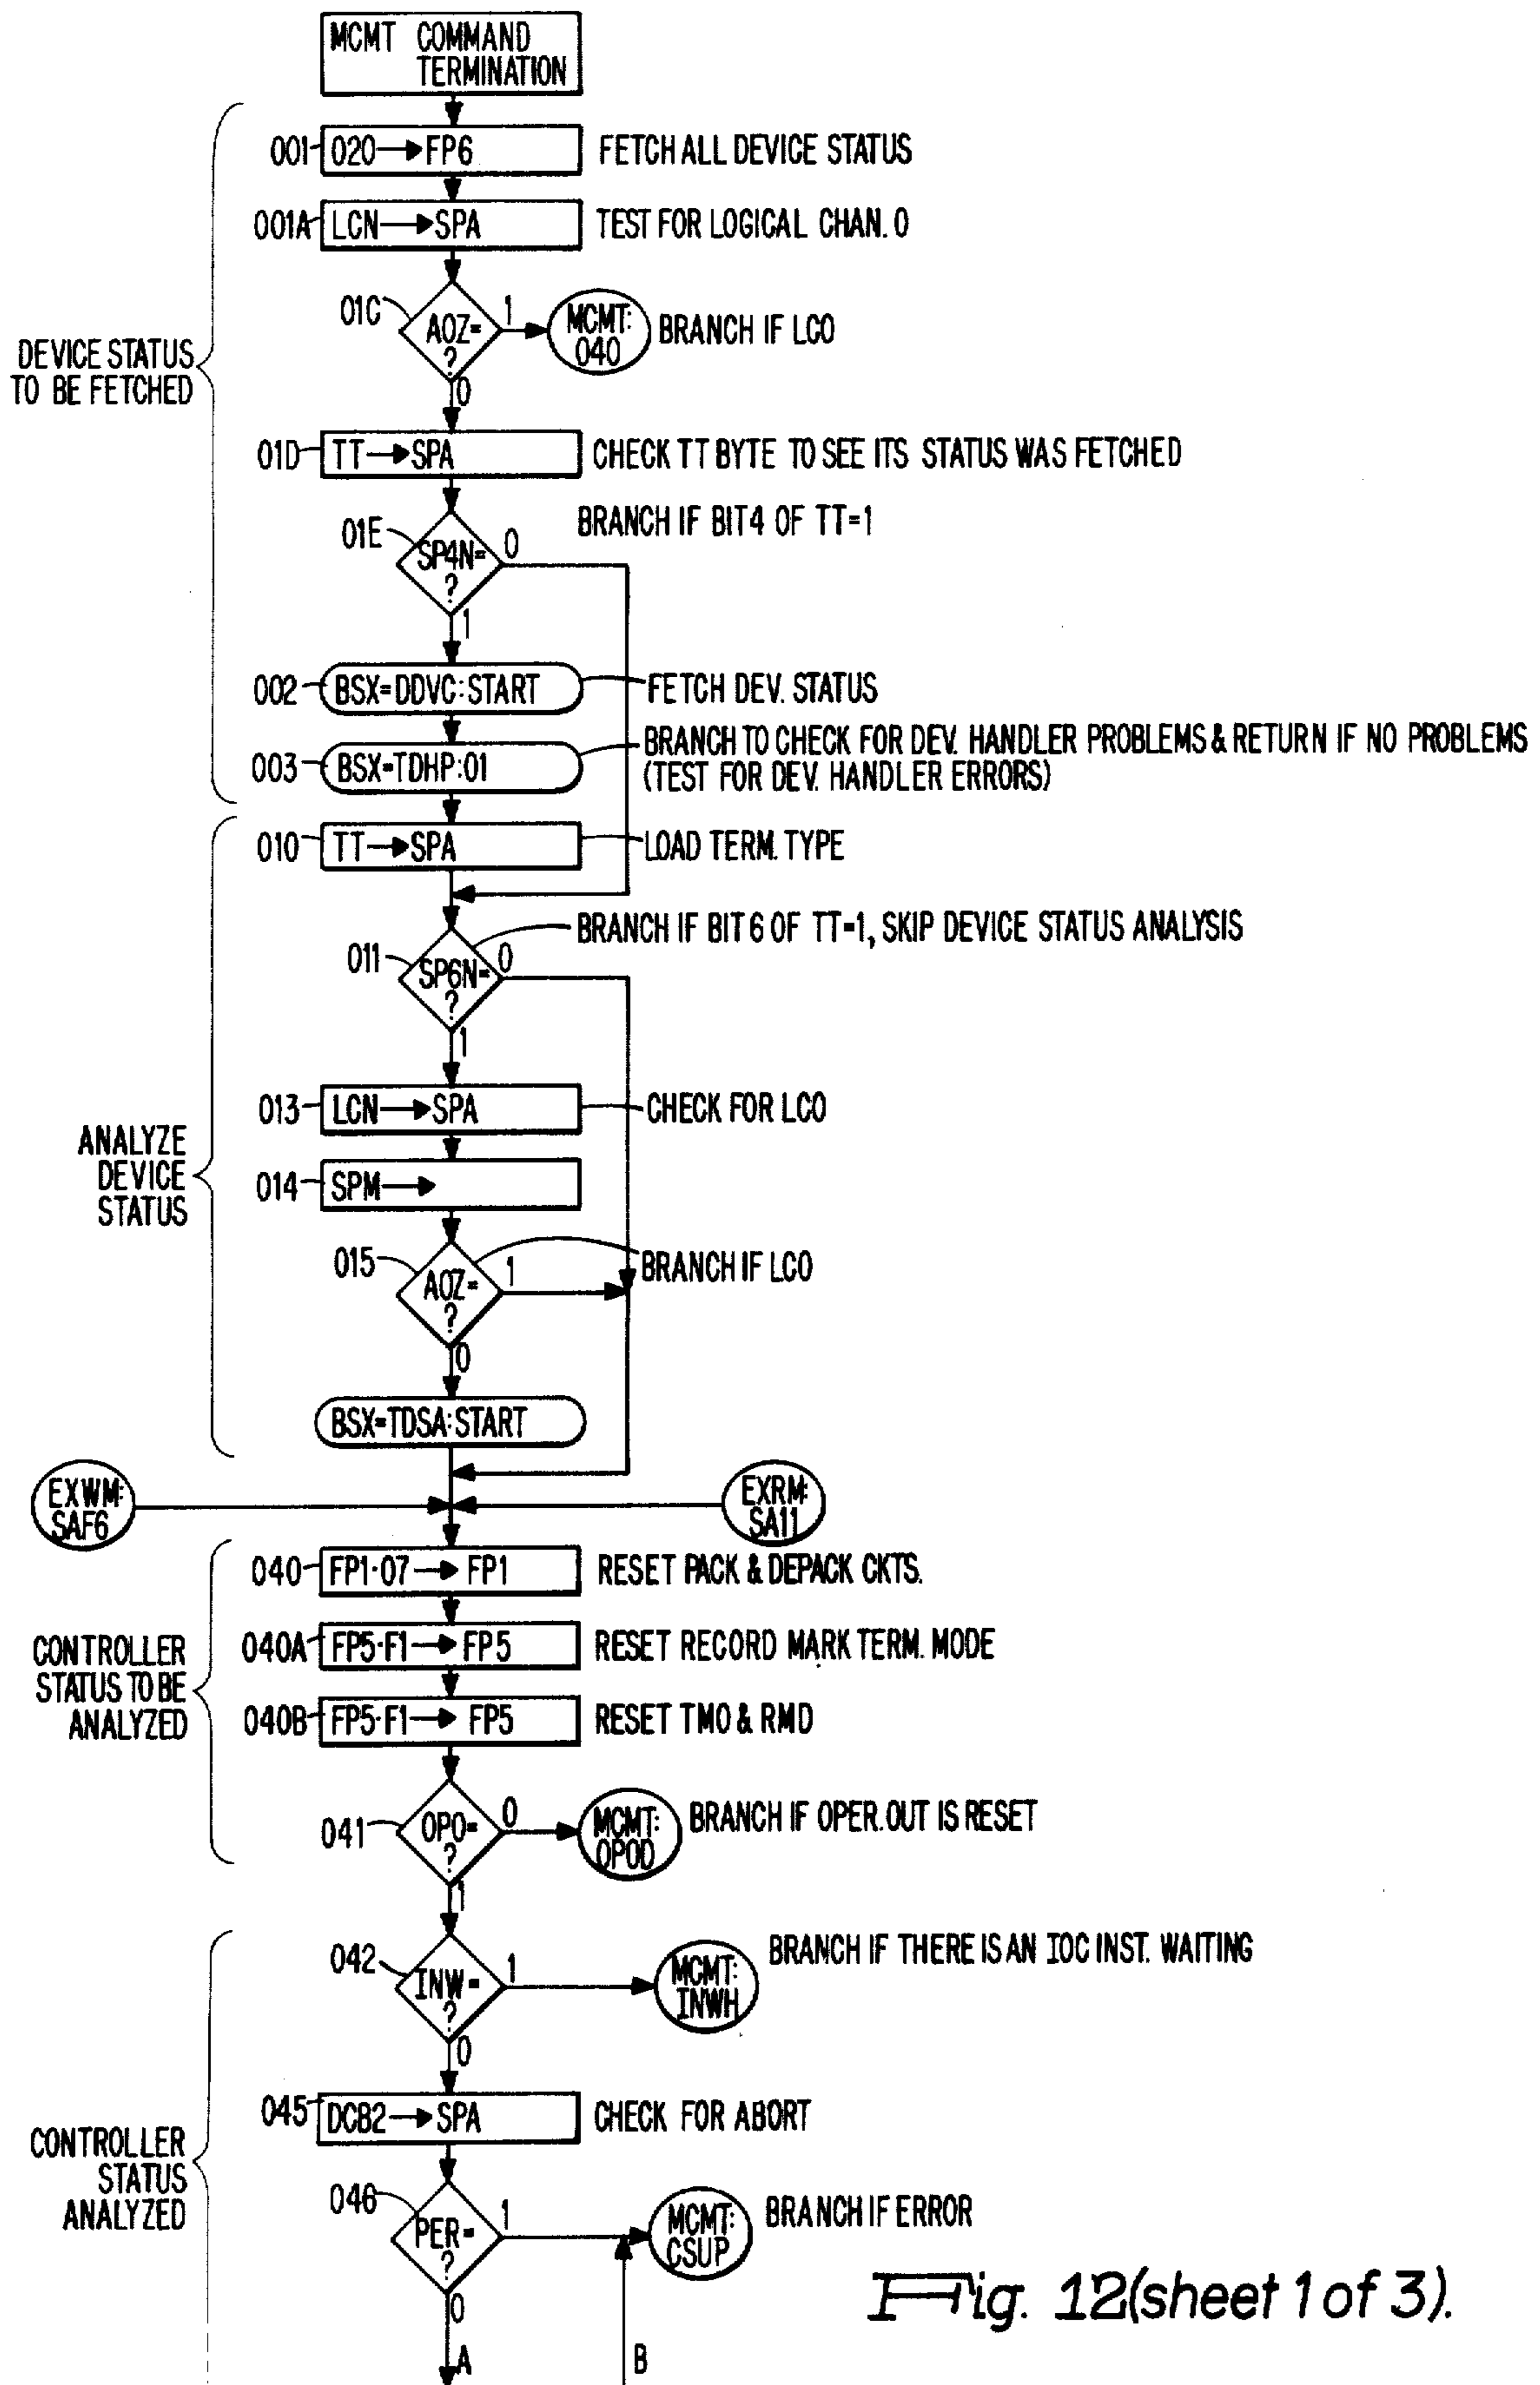 MCMT COMMAND
TERMINATION
001 020→FP6 FETCH ALL DEVICE STATUS
001A LCN→SPA TEST FOR LOGICAL CHAN. 0
01C A0Z= ? 1 0
MCMT: 040
BRANCH IF LC0
DEVICE STATUS
TO BE FETCHED
01D TT→SPA CHECK TT BYTE TO SEE ITS STATUS WAS FETCHED
BRANCH IF BIT 4 OF TT=1
01E SP4N= ? 0 1
002 BSX=DDVC:START FETCH DEV. STATUS
003 BSX=TDHP:01 BRANCH TO CHECK FOR DEV. HANDLER PROBLEMS & RETURN IF NO PROBLEMS
(TEST FOR DEV. HANDLER ERRORS)
010 TT→SPA LOAD TERM. TYPE
BRANCH IF BIT 6 OF TT=1, SKIP DEVICE STATUS ANALYSIS
011 SP6N= ? 0 1
013 LCN→SPA CHECK FOR LC0
ANALYZE
DEVICE
STATUS
014 SPM→
015 A0Z= ? 1 0
BRANCH IF LC0
BSX=TDSA:START
EXWM:
SAF6
EXRM:
SA11
040 FP1·07→FP1 RESET PACK & DEPACK CKTS.
040A FP5·F1→FP5 RESET RECORD MARK TERM. MODE
CONTROLLER
STATUS TO BE
ANALYZED
040B FP5·F1→FP5 RESET TMO & RMD
041 OPO= ? 0 1
MCMT:
OPOD
BRANCH IF OPER. OUT IS RESET
042 INW= ? 1 0
MCMT:
INWH
BRANCH IF THERE IS AN IOC INST. WAITING
045 DCB2→SPA CHECK FOR ABORT
CONTROLLER
STATUS
ANALYZED
046 PER= ? 1 0
MCMT:
CSUP
BRANCH IF ERROR
A B
Fig. 12(sheet 1 of 3).